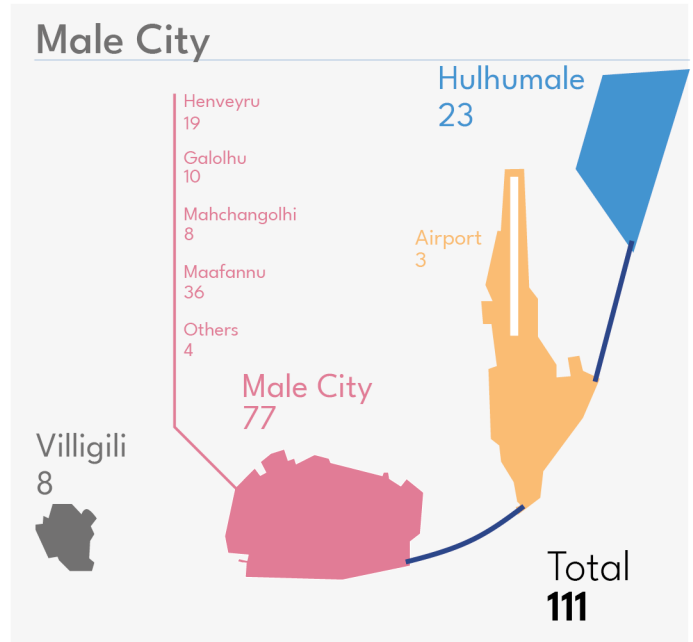 Male City
Hulhumale
23
Henveyru
19
Galolhu
10
Mahchangolhi
8
Maafannu
36
Others
4
Airport
3
Male City
77
Villigili
8
Total
111